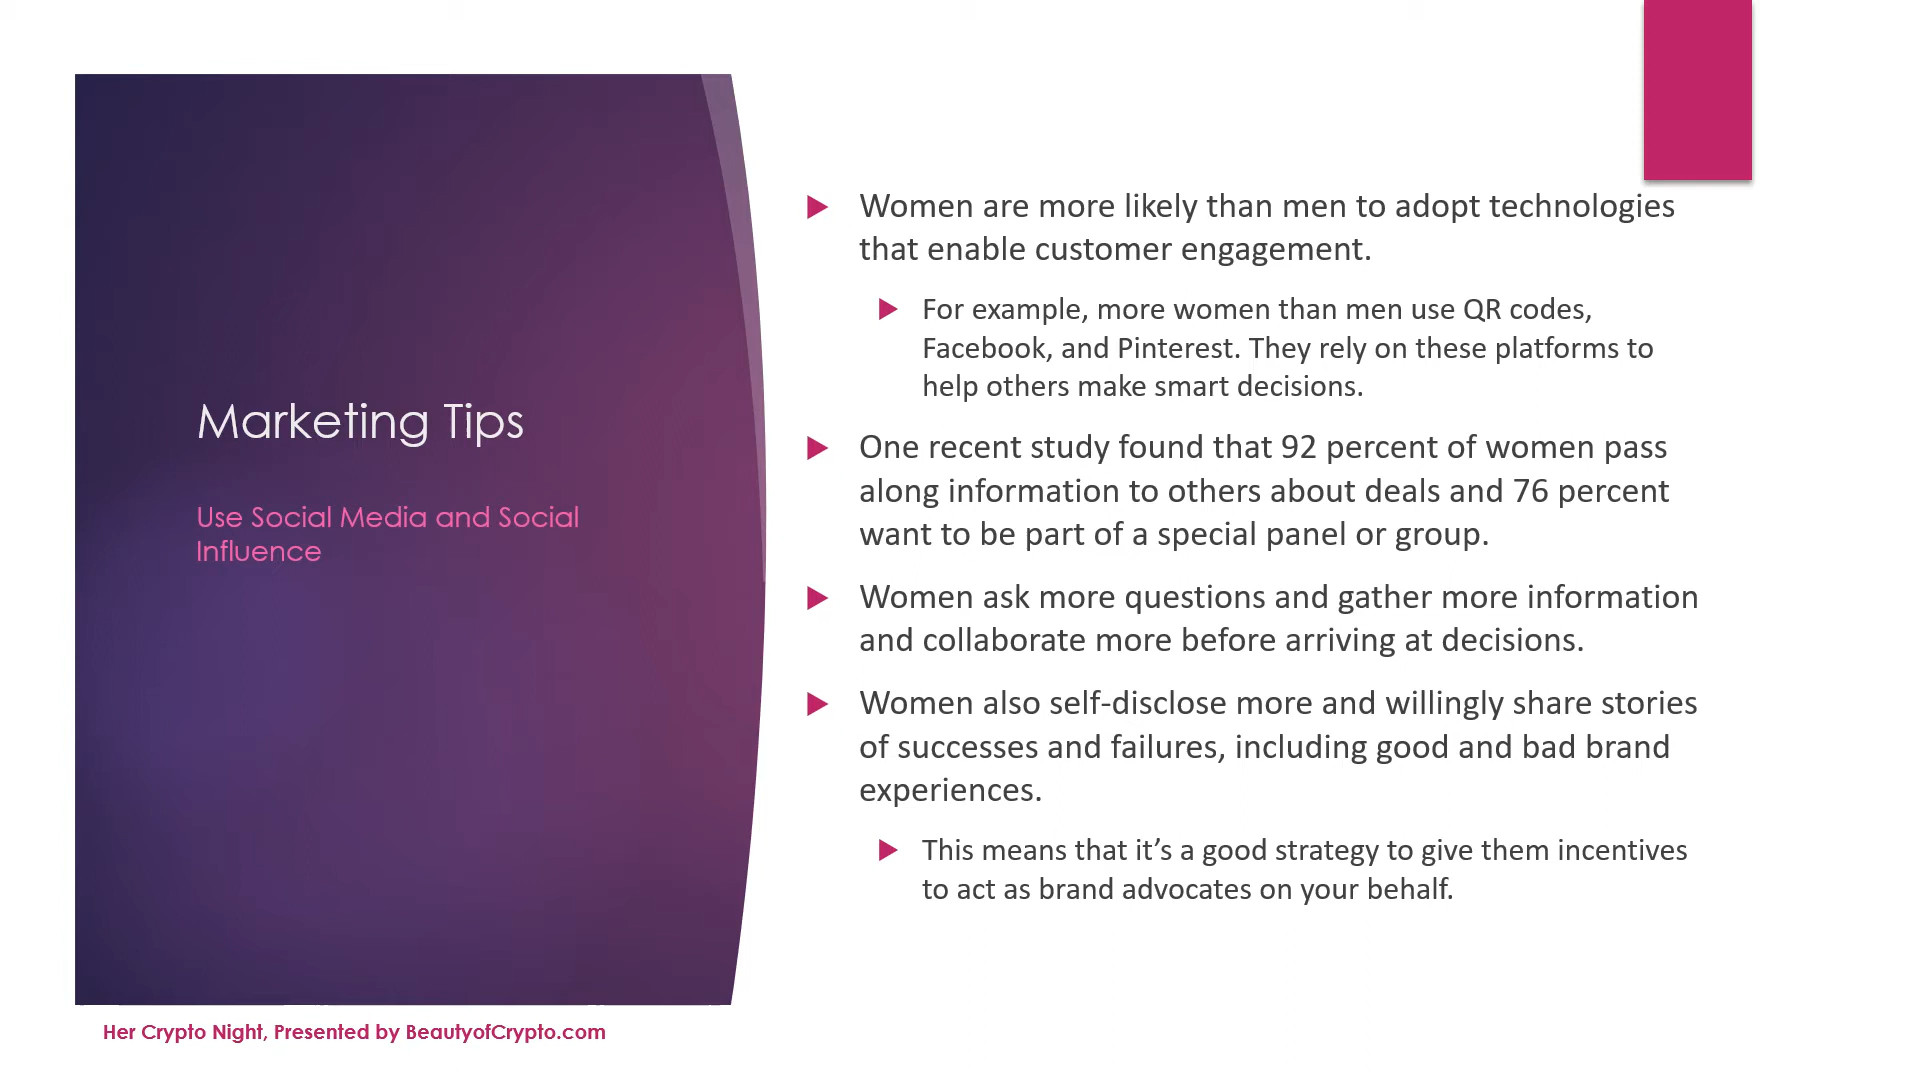 Marketing Tips
Use Social Media and Social
Influence
Women are more likely than men to adopt technologies
that enable customer engagement.
For example, more women than men use QR codes,
Facebook, and Pinterest. They rely on these platforms to
help others make smart decisions.
One recent study found that 92 percent of women pass
along information to others about deals and 76 percent
want to be part of a special panel or group.
Women ask more questions and gather more information
and collaborate more before arriving at decisions.
Women also self-disclose more and willingly share stories
of successes and failures, including good and bad brand
experiences.
This means that it’s a good strategy to give them incentives
to act as brand advocates on your behalf.
Her Crypto Night, Presented by BeautyofCrypto.com